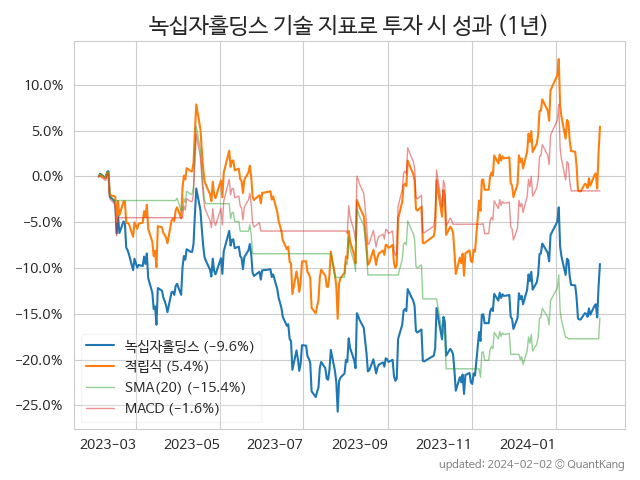 녹십자홀딩스 기술 지표로 투자 시 성과 (1년)
10.0%
5.0%
0.0%
−5.0%
−10.0%
−15.0%
−20.0%
−25.0%
녹십자홀딩스 (−9.6%)
적립식 (5.4%)
SMA(20) (−15.4%)
MACD (−1.6%)
2023-03 2023-05 2023-07 2023-09 2023-11 2024-01
updated: 2024-02-02 © QuantKang